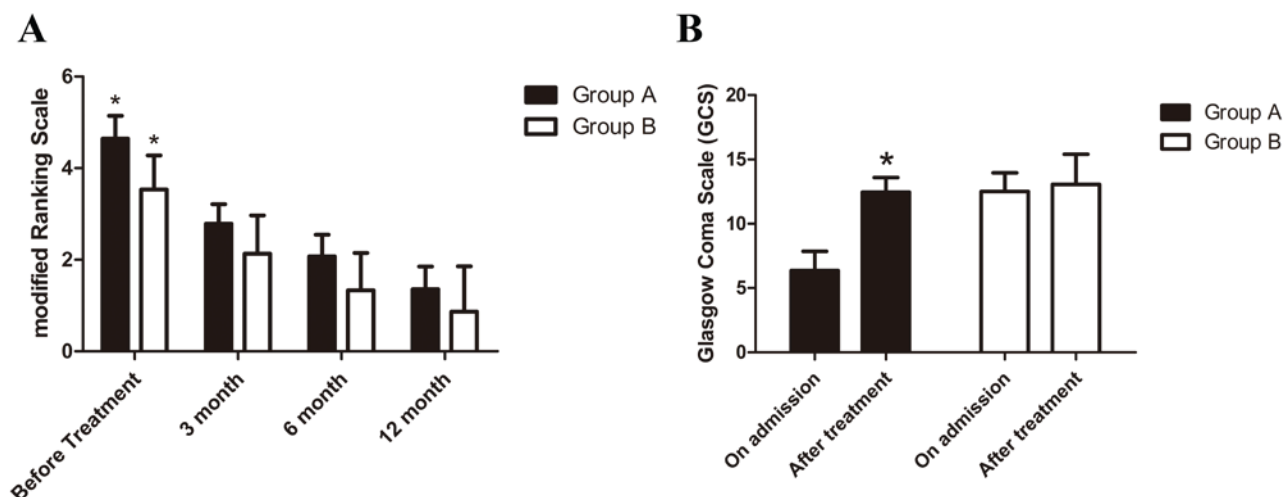 A
modified Ranking Scale
6
4
2
0
*
*
Group A
Group B
Before Treatment
3 month
6 month
12 month
B
Glasgow Coma Scale (GCS)
20
15
10
5
0
*
Group A
Group B
On admission
After treatment
On admission
After treatment